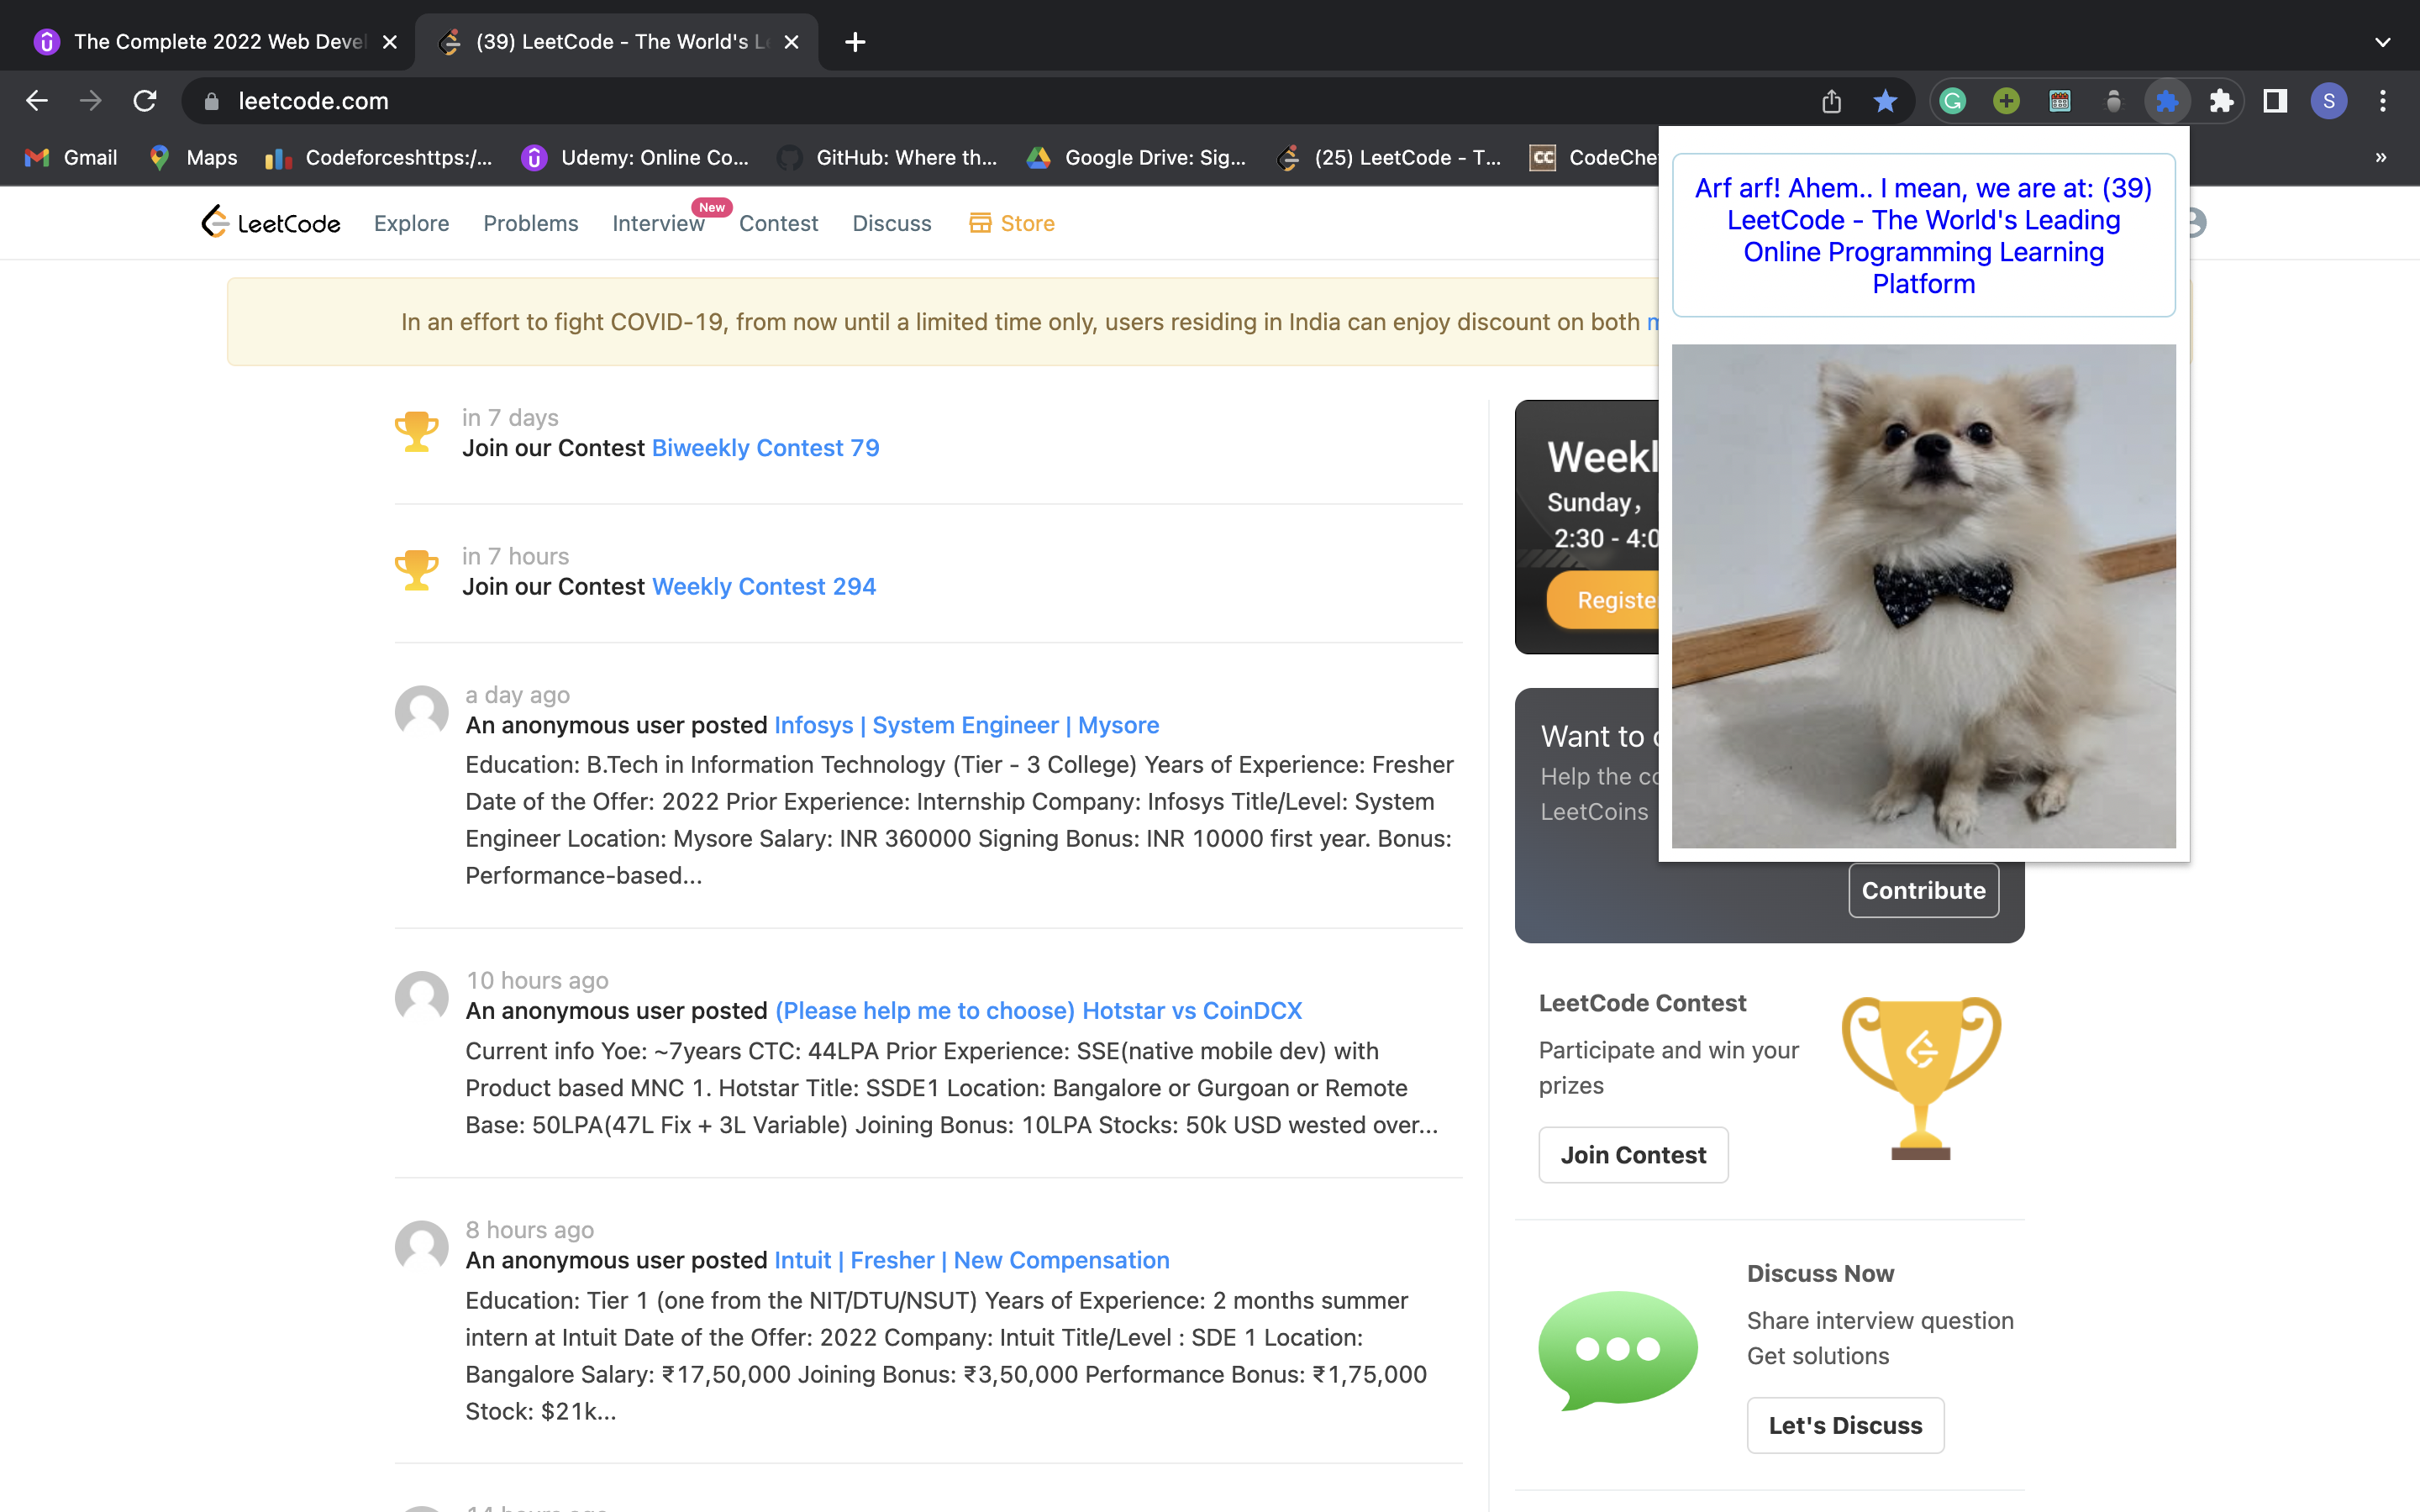 The Complete 2022 Web Devel
(39) LeetCode - The World's Le
leetcode.com
S
Gmail
Maps
Codeforceshttps:/...
Udemy: Online Co...
GitHub: Where th...
Google Drive: Sig...
(25) LeetCode - T...
CC
CodeChe
»
Arf arf! Ahem.. I mean, we are at: (39)
LeetCode - The World's Leading
Online Programming Learning
Platform
LeetCode
Explore
Problems
Interview
New
Contest
Discuss
Store
In an effort to fight COVID-19, from now until a limited time only, users residing in India can enjoy discount on both
in 7 days
Join our Contest Biweekly Contest 79
in 7 hours
Join our Contest Weekly Contest 294
a day ago
An anonymous user posted Infosys | System Engineer | Mysore
Education: B.Tech in Information Technology (Tier - 3 College) Years of Experience: Fresher
Date of the Offer: 2022 Prior Experience: Internship Company: Infosys Title/Level: System
Engineer Location: Mysore Salary: INR 360000 Signing Bonus: INR 10000 first year. Bonus:
Performance-based...
10 hours ago
An anonymous user posted (Please help me to choose) Hotstar vs CoinDCX
Current info Yoe: ~7years CTC: 44LPA Prior Experience: SSE(native mobile dev) with
Product based MNC 1. Hotstar Title: SSDE1 Location: Bangalore or Gurgoan or Remote
Base: 50LPA(47L Fix + 3L Variable) Joining Bonus: 10LPA Stocks: 50k USD wested over...
8 hours ago
An anonymous user posted Intuit | Fresher | New Compensation
Education: Tier 1 (one from the NIT/DTU/NSUT) Years of Experience: 2 months summer
intern at Intuit Date of the Offer: 2022 Company: Intuit Title/Level : SDE 1 Location:
Bangalore Salary: ₹17,50,000 Joining Bonus: ₹3,50,000 Performance Bonus: ₹1,75,000
Stock: $21k...
14 hours ago
Weekl
Sunday,
2:30 - 4:0
Registe
Want to
Help the
LeetCoins
Contribute
LeetCode Contest
Participate and win your
prizes
Join Contest
Discuss Now
Share interview question
Get solutions
Let's Discuss